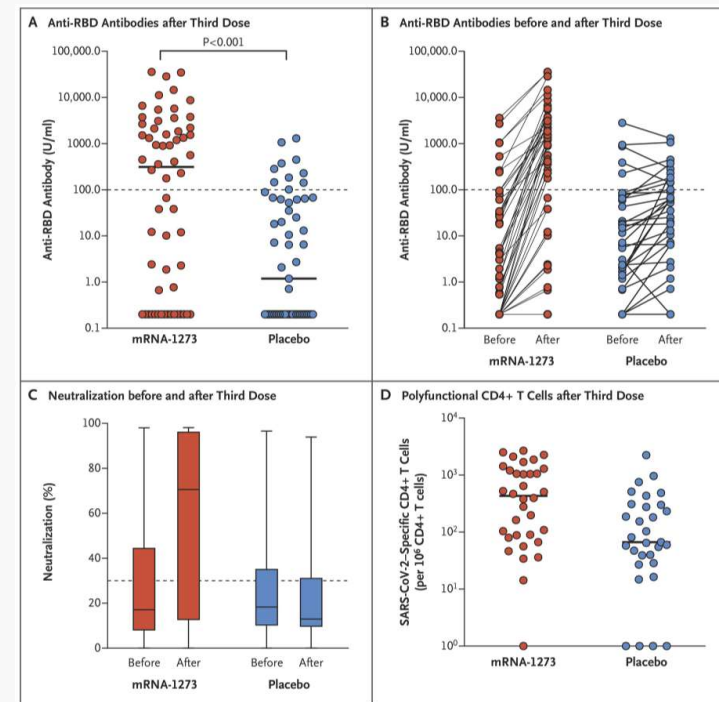 A Anti-RBD Antibodies after Third Dose
P<0.001
Anti-RBD Antibody (U/ml)
100,000.0
10,000.0
1000.0
100.0
10.0
1.0
0.1
mRNA-1273 Placebo
B Anti-RBD Antibodies before and after Third Dose
Anti-RBD Antibody (U/ml)
100,000.0
10,000.0
1000.0
100.0
10.0
1.0
0.1
Before After Before After
mRNA-1273 Placebo
C Neutralization before and after Third Dose
Neutralization (%)
100
80
60
40
20
0
Before After Before After
mRNA-1273 Placebo
D Polyfunctional CD4+ T Cells after Third Dose
SARS-CoV-2–Specific CD4+ T Cells
(per 10⁶ CD4+ T cells)
10⁴
10³
10²
10¹
10⁰
mRNA-1273 Placebo